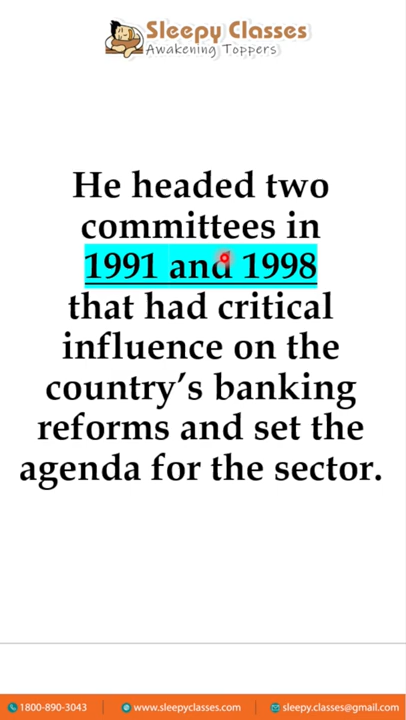 Sleepy Classes
Awakening Toppers
He headed two
committees in
1991 and 1998
that had critical
influence on the
country’s banking
reforms and set the
agenda for the sector.
1800-890-3043 | www.sleepyclasses.com | sleepy.classes@gmail.com